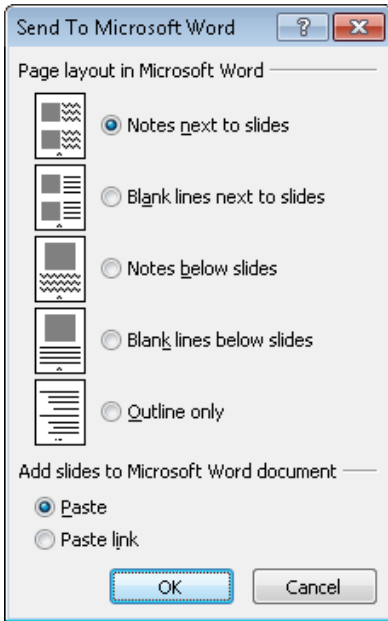 Send To Microsoft Word
Page layout in Microsoft Word
Notes next to slides
Blank lines next to slides
Notes below slides
Blank lines below slides
Outline only
Add slides to Microsoft Word document
Paste
Paste link
OK Cancel